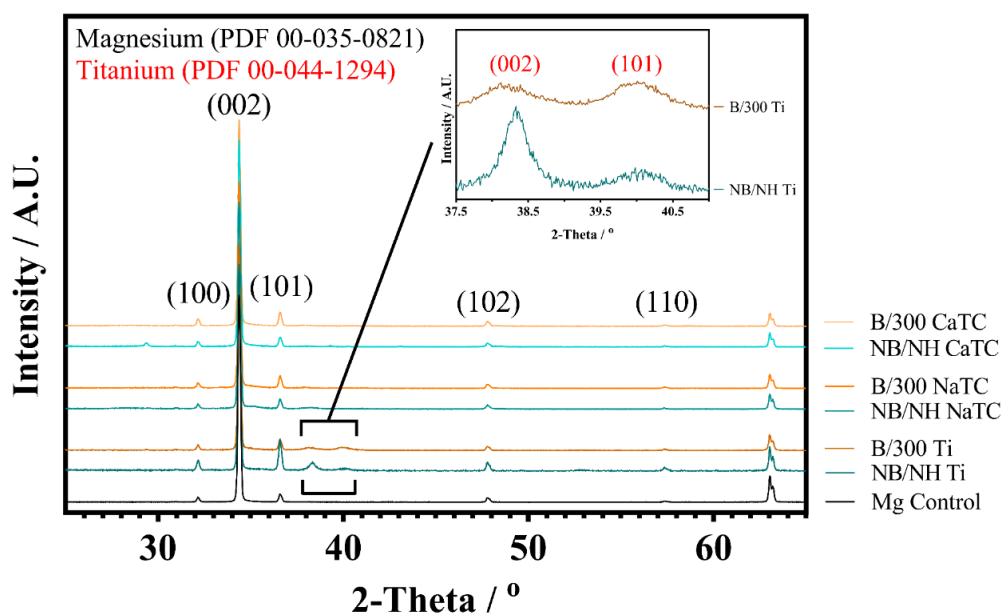 Magnesium (PDF 00-035-0821)
Titanium (PDF 00-044-1294)
(002)
(100)
(101)
(102)
(110)
Intensity / A.U.
30
40
50
60
2-Theta / °
(002)
(101)
Intensity / A.U.
B/300 Ti
NB/NH Ti
37.5
38.5
39.5
40.5
2-Theta / °
B/300 CaTC
NB/NH CaTC
B/300 NaTC
NB/NH NaTC
B/300 Ti
NB/NH Ti
Mg Control